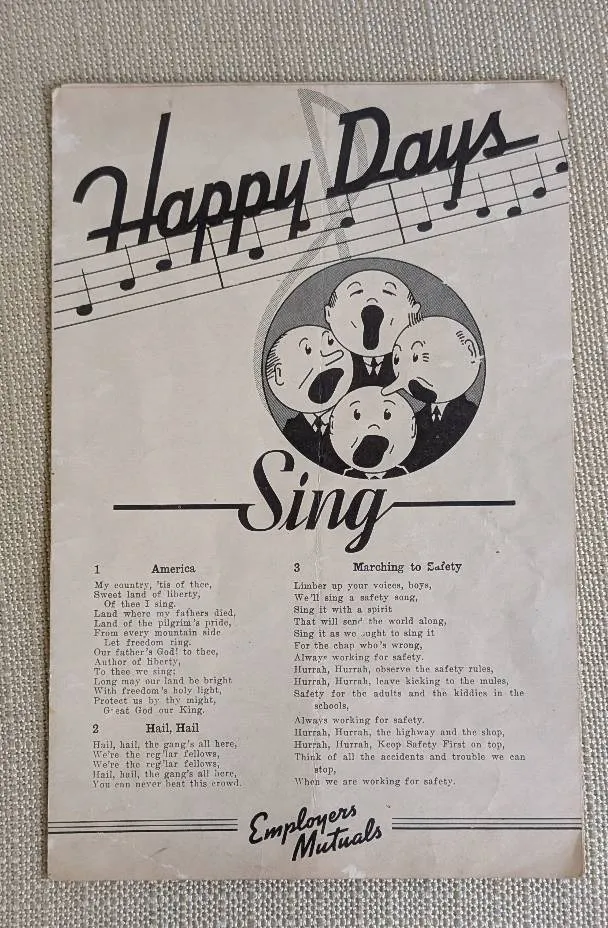 Happy Days
Sing
1 America
My country, 'tis of thee,
Sweet land of liberty,
Of thee I sing.
Land where my fathers died,
Land of the pilgrim's pride,
From every mountain side
Let freedom ring.
Our father's God! to thee,
Author of liberty,
To thee we sing;
Long may our land be bright
With freedom's holy light,
Protect us by thy might,
Great God our King.
2 Hail, Hail
Hail, hail, the gang's all here,
We're the reg'lar fellows,
We're the reg'lar fellows,
Hail, hail, the gang's all here,
You can never beat this crowd.
3 Marching to Safety
Limber up your voices, boys,
We'll sing a safety song,
Sing it with a spirit
That will send the world along,
Sing it as we ought to sing it
For the chap who's wrong,
Always working for safety.
Hurrah, Hurrah, observe the safety rules,
Hurrah, Hurrah, leave kicking to the mules,
Safety for the adults and the kiddies in the
schools,
Always working for safety.
Hurrah, Hurrah, the highway and the shop,
Hurrah, Hurrah, Keep Safety First on top,
Think of all the accidents and trouble we can
stop,
When we are working for safety.
Employers
Mutuals